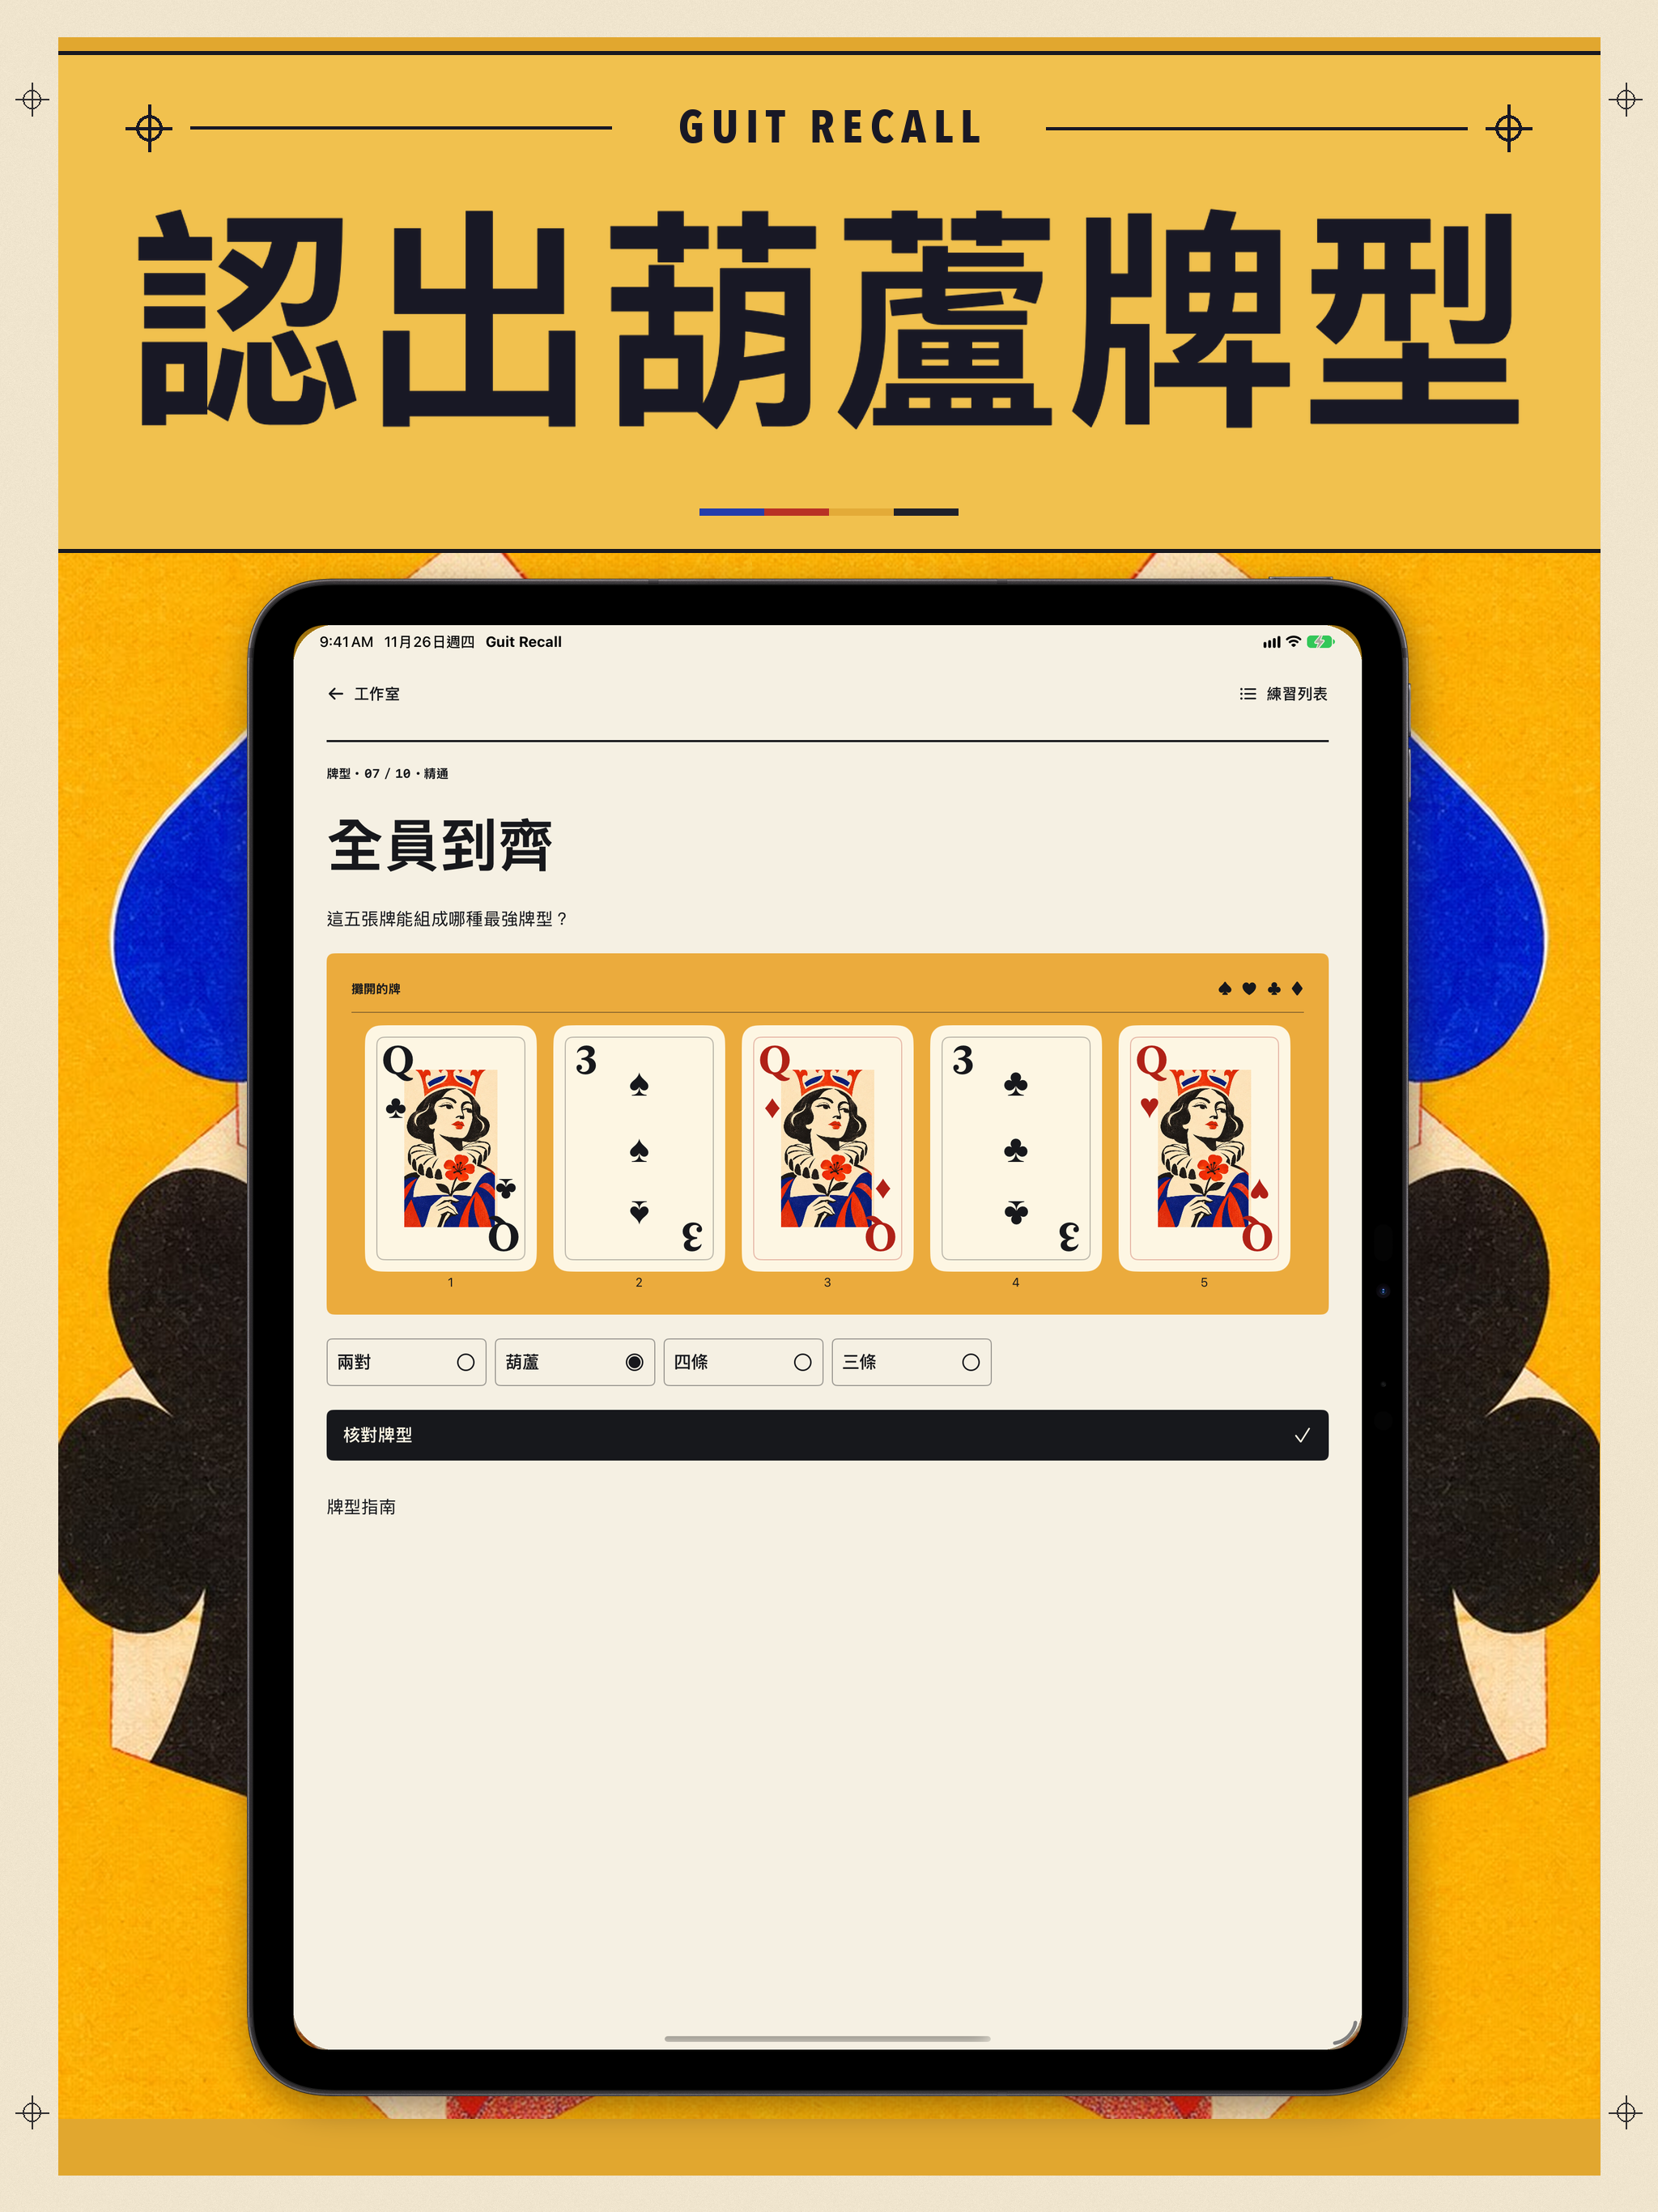 GUIT RECALL
認出葫蘆牌型
9:41 AM 11月26日週四 Guit Recall
工作室
練習列表
牌型・07 / 10・精通
全員到齊
這五張牌能組成哪種最強牌型？
攤開的牌
Q 3 Q 3 Q
Q 3 Q 3 Q
1 2 3 4 5
兩對 葫蘆 四條 三條
核對牌型
牌型指南